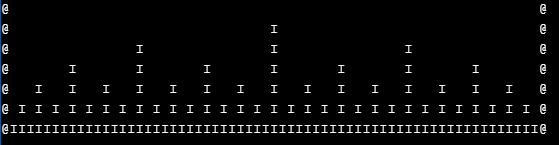 @                                                               @
@                               I                               @
@               I               I               I               @
@       I       I       I       I       I       I       I       @
@   I   I   I   I   I   I   I   I   I   I   I   I   I   I   I   @
@ I I I I I I I I I I I I I I I I I I I I I I I I I I I I I I I @
@IIIIIIIIIIIIIIIIIIIIIIIIIIIIIIIIIIIIIIIIIIIIIIIIIIIIIIIIIIIIIII@